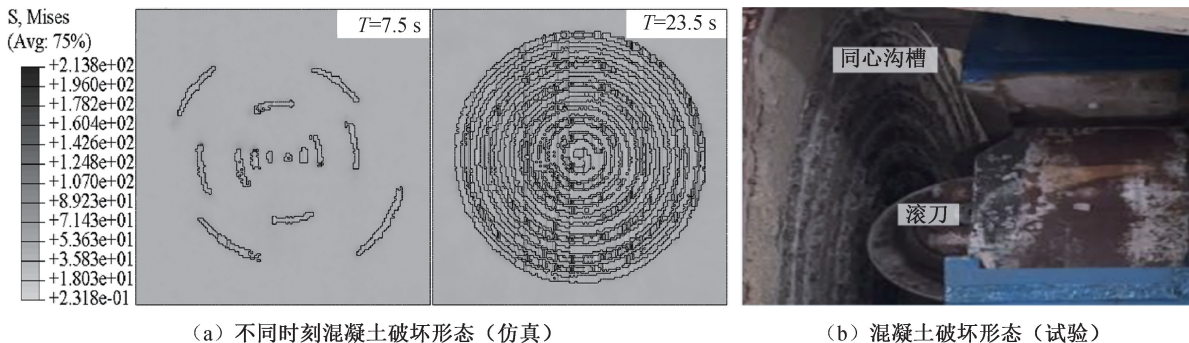 S, Mises
(Avg: 75%)
+2.138e+02
+1.960e+02
+1.782e+02
+1.604e+02
+1.426e+02
+1.248e+02
+1.070e+02
+8.923e+01
+7.143e+01
+5.363e+01
+3.583e+01
+1.803e+01
+2.318e-01
T=7.5 s
T=23.5 s
同心沟槽
滚刀
（a）不同时刻混凝土破坏形态（仿真）
（b）混凝土破坏形态（试验）